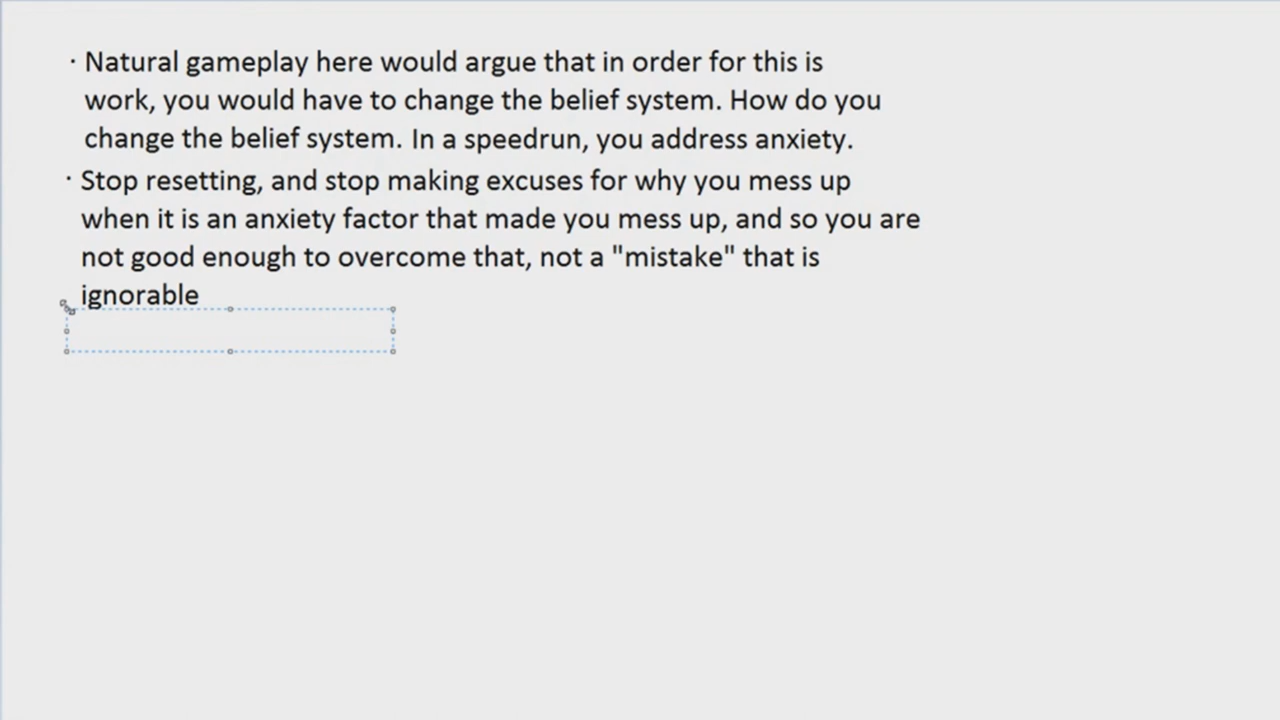 · Natural gameplay here would argue that in order for this is
work, you would have to change the belief system. How do you
change the belief system. In a speedrun, you address anxiety.
· Stop resetting, and stop making excuses for why you mess up
when it is an anxiety factor that made you mess up, and so you are
not good enough to overcome that, not a "mistake" that is
ignorable